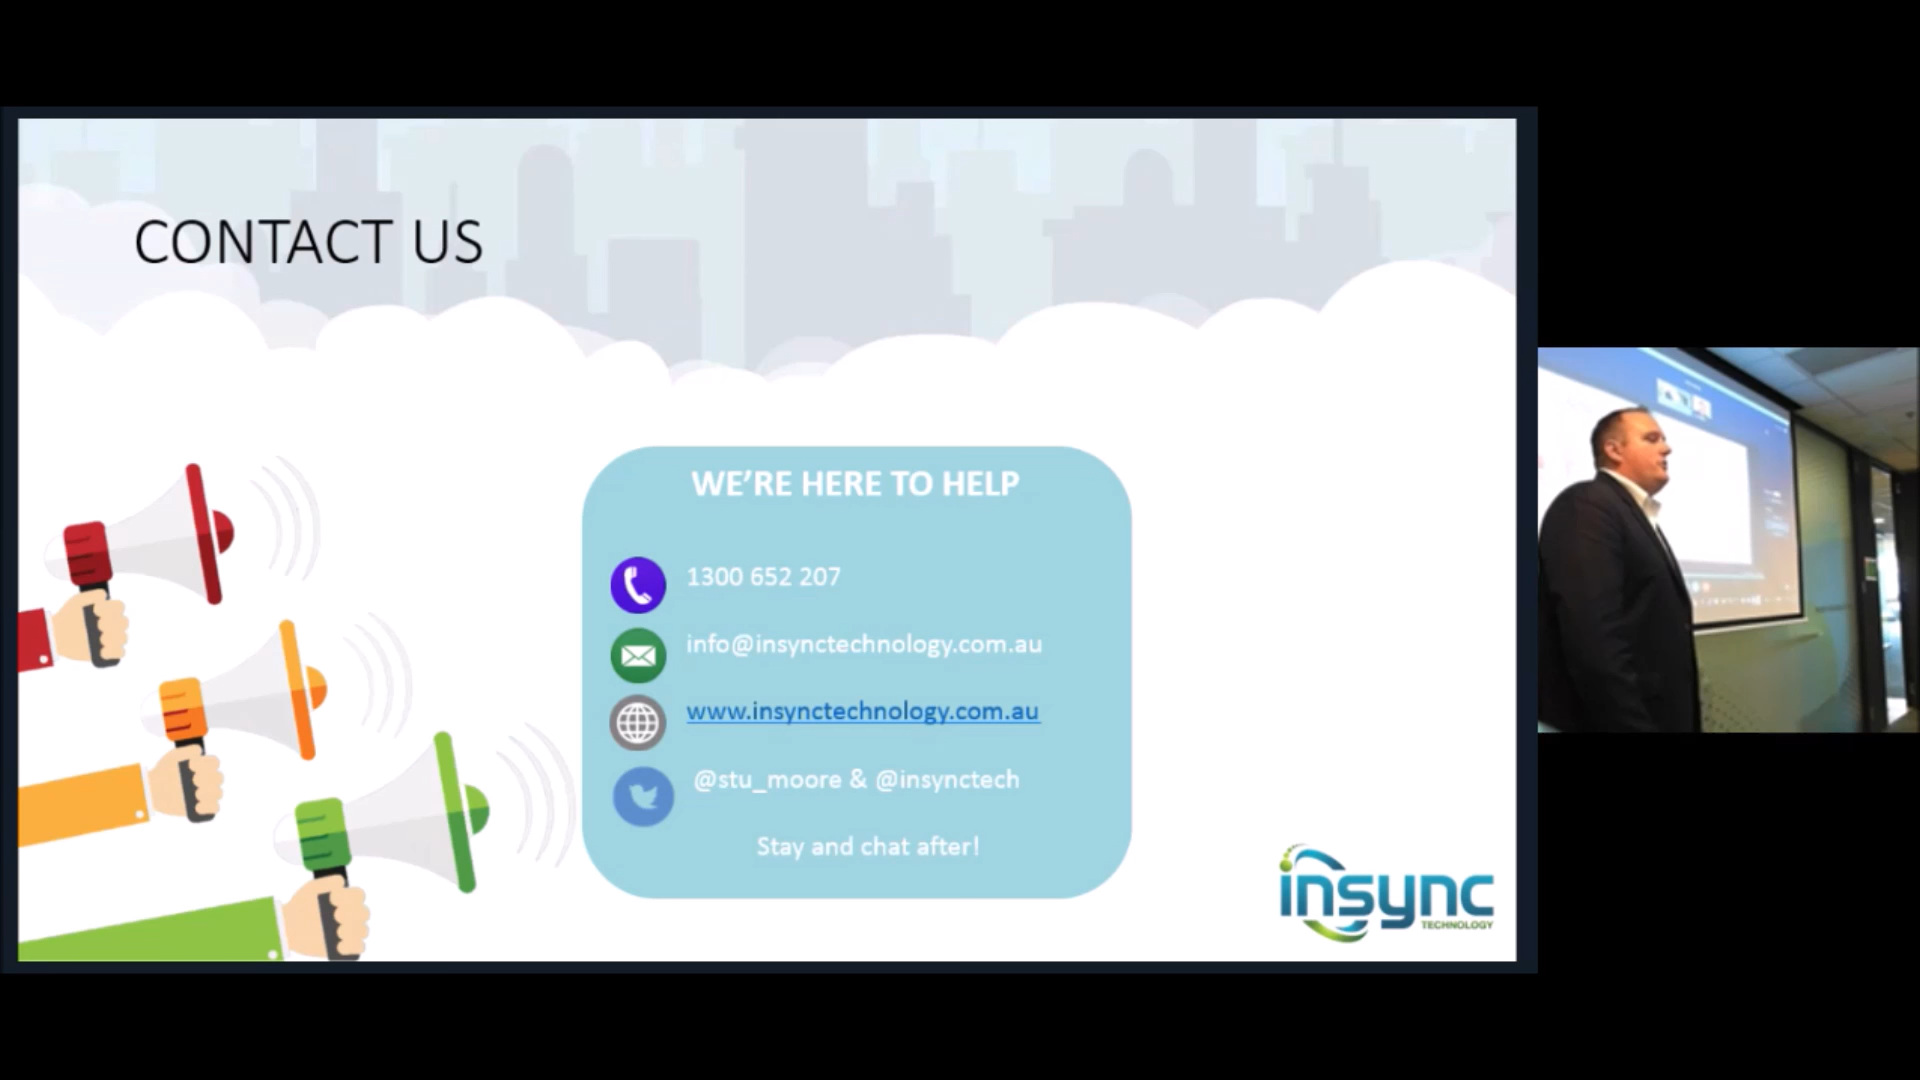 CONTACT US
WE'RE HERE TO HELP
1300 652 207
info@insynctechnology.com.au
www.insynctechnology.com.au
@stu_moore & @insynctech
Stay and chat after!
insync
TECHNOLOGY